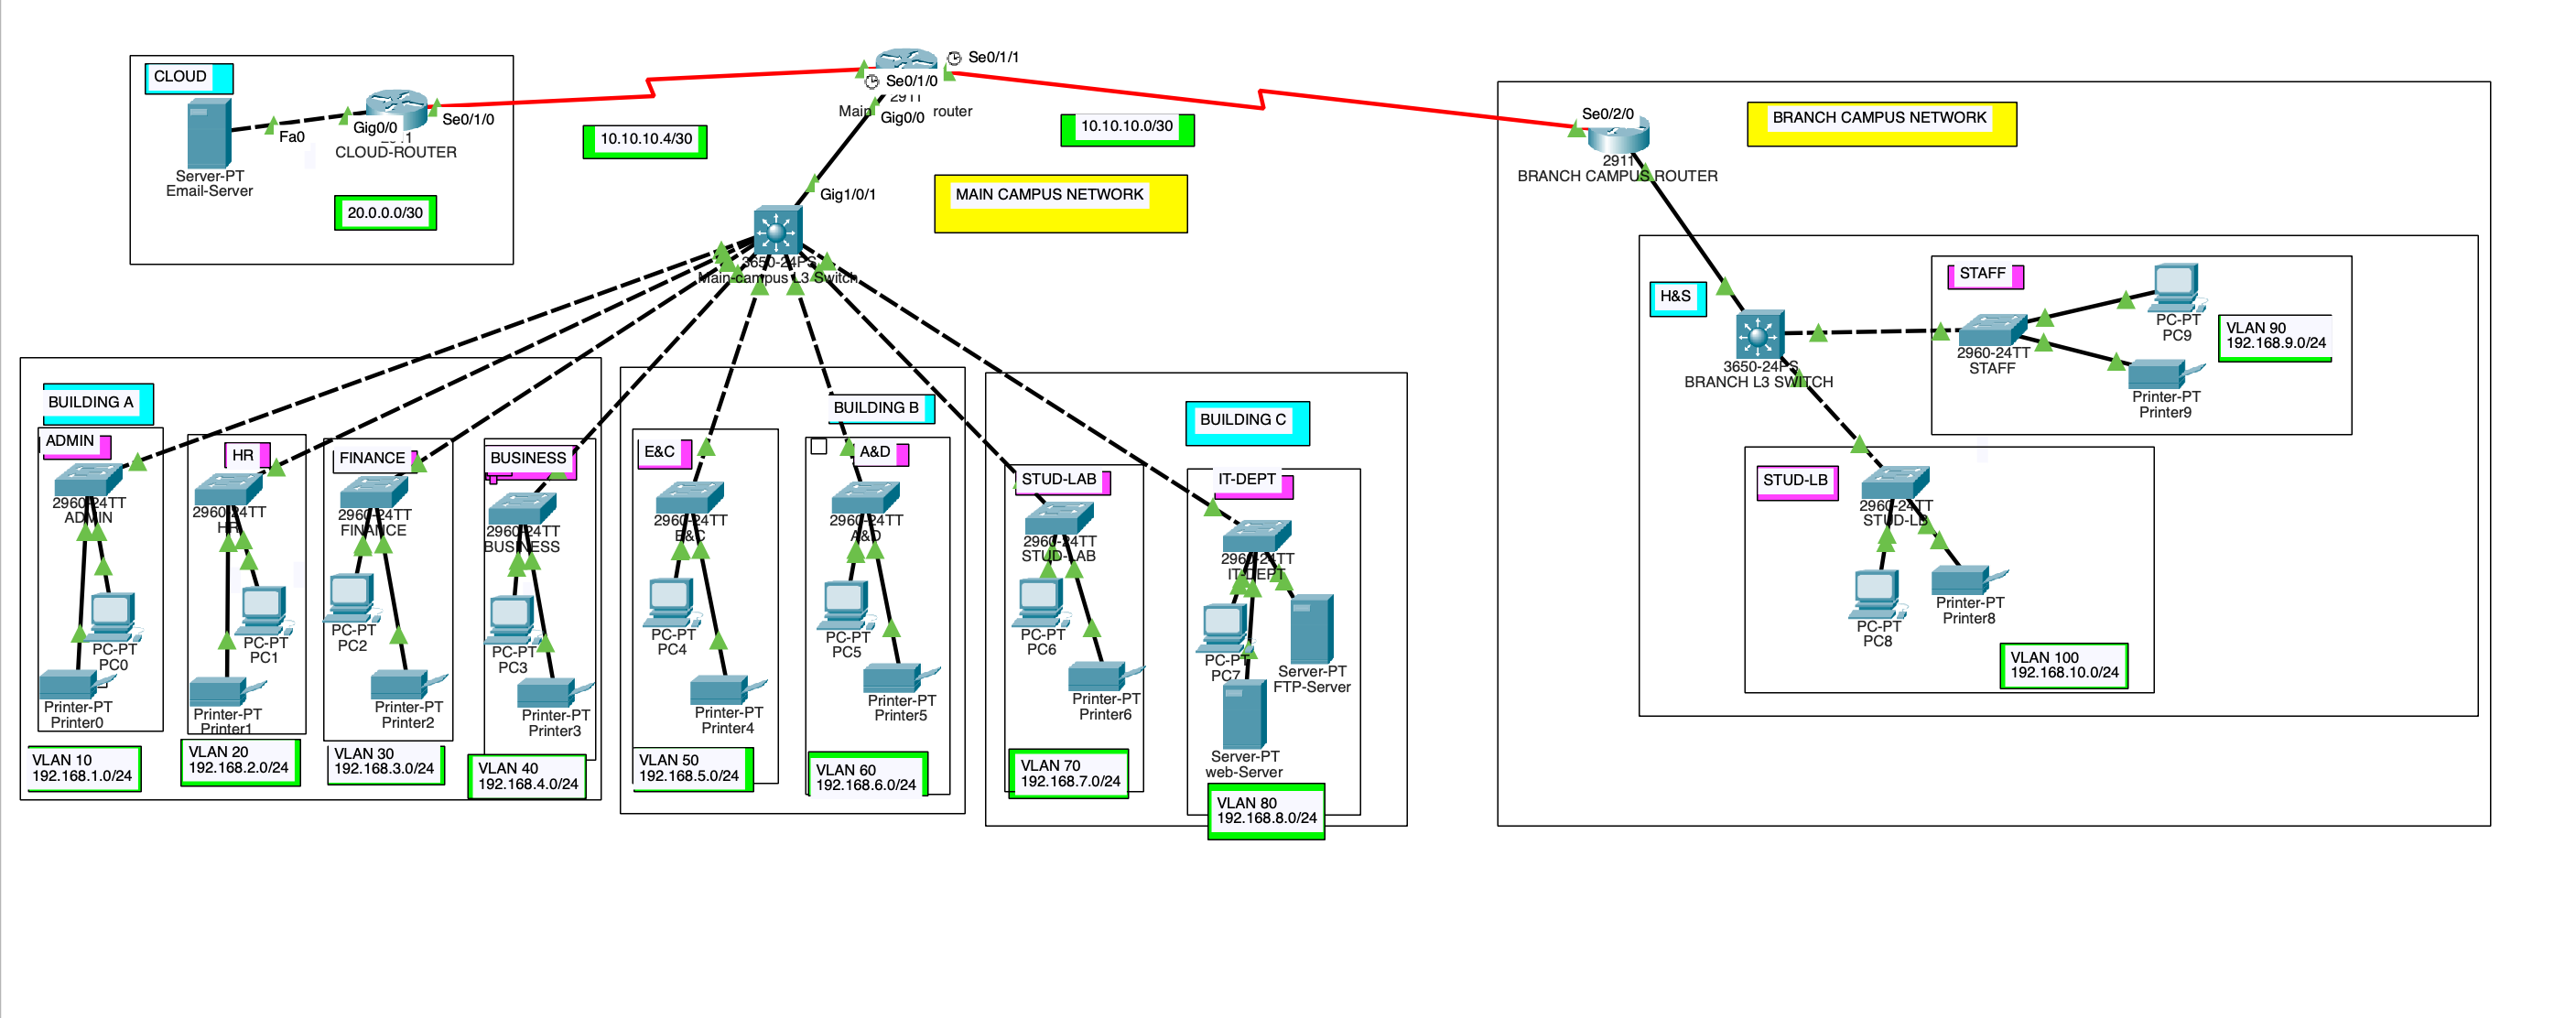 CLOUD
Server-PT
Email-Server
Fa0
Gig0/0
Se0/1/0
CLOUD-ROUTER
20.0.0.0/30
10.10.10.4/30
Se0/1/1
Se0/1/0
2911
Main router
Gig0/0
10.10.10.0/30
Gig1/0/1
MAIN CAMPUS NETWORK
3650-24PS
Main-campus L3 Switch
BUILDING A
ADMIN
2960-24TT
ADMIN
PC-PT
PC0
Printer-PT
Printer0
VLAN 10
192.168.1.0/24
HR
2960-24TT
HR
PC-PT
PC1
Printer-PT
Printer1
VLAN 20
192.168.2.0/24
FINANCE
2960-24TT
FINANCE
PC-PT
PC2
Printer-PT
Printer2
VLAN 30
192.168.3.0/24
BUSINESS
2960-24TT
BUSINESS
PC-PT
PC3
Printer-PT
Printer3
VLAN 40
192.168.4.0/24
BUILDING B
E&C
2960-24TT
E&C
PC-PT
PC4
Printer-PT
Printer4
VLAN 50
192.168.5.0/24
A&D
2960-24TT
A&D
PC-PT
PC5
Printer-PT
Printer5
VLAN 60
192.168.6.0/24
BUILDING C
STUD-LAB
2960-24TT
STUD-LAB
PC-PT
PC6
Printer-PT
Printer6
VLAN 70
192.168.7.0/24
IT-DEPT
2960-24TT
IT-DEPT
PC-PT
PC7
Server-PT
FTP-Server
Server-PT
web-Server
VLAN 80
192.168.8.0/24
BRANCH CAMPUS NETWORK
Se0/2/0
2911
BRANCH CAMPUS ROUTER
H&S
3650-24PS
BRANCH L3 SWITCH
STAFF
2960-24TT
STAFF
PC-PT
PC9
Printer-PT
Printer9
VLAN 90
192.168.9.0/24
STUD-LB
2960-24TT
STUD-LB
PC-PT
PC8
Printer-PT
Printer8
VLAN 100
192.168.10.0/24